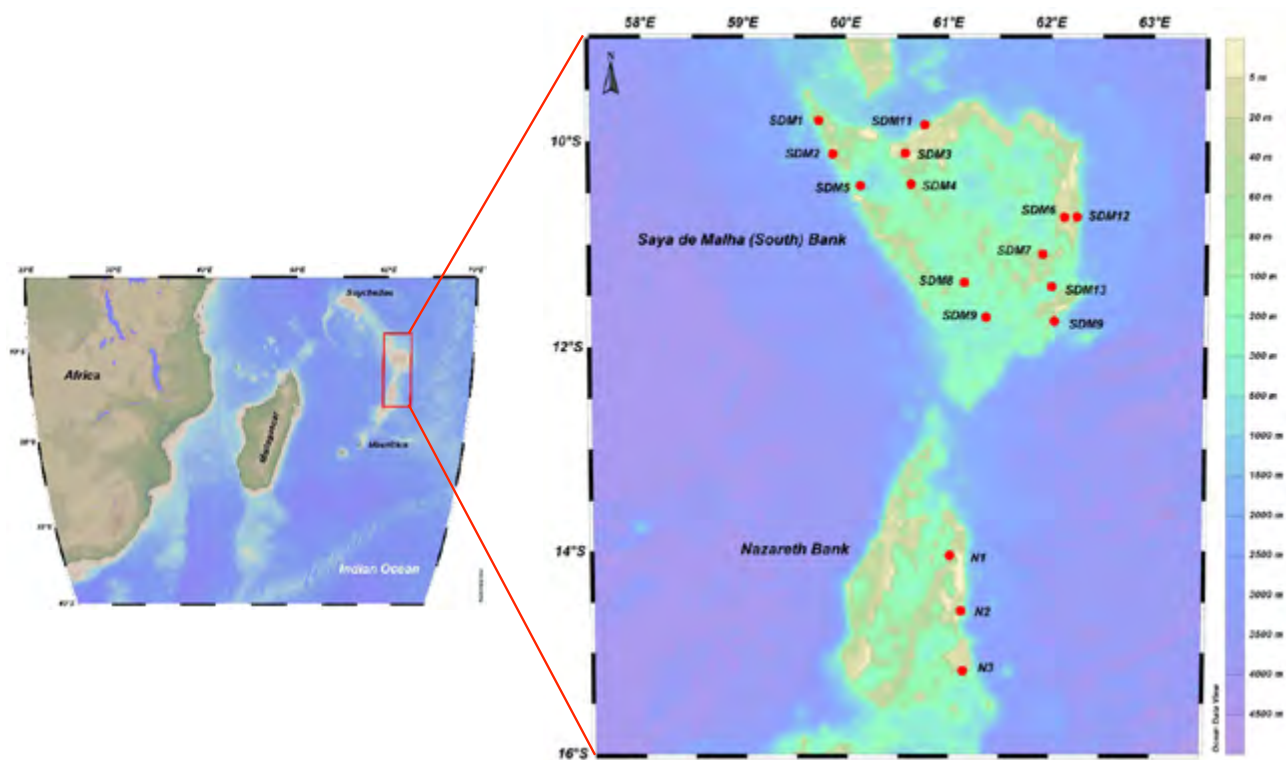 58°E 59°E 60°E 61°E 62°E 63°E
N
5 m
SDM1
SDM11
20 m
10°S
SDM2
SDM3
40 m
SDM5
SDM4
60 m
SDM6
SDM12
Saya de Malha (South) Bank
80 m
SDM7
SDM8
100 m
SDM13
SDM9
SDM9
200 m
12°S
300 m
500 m
1000 m
1500 m
2000 m
14°S
Nazareth Bank
N1
2500 m
N2
3000 m
3500 m
N3
4000 m
4500 m
16°S
Ocean Data View
Seychelles
Africa
Madagascar
Mauritius
Indian Ocean